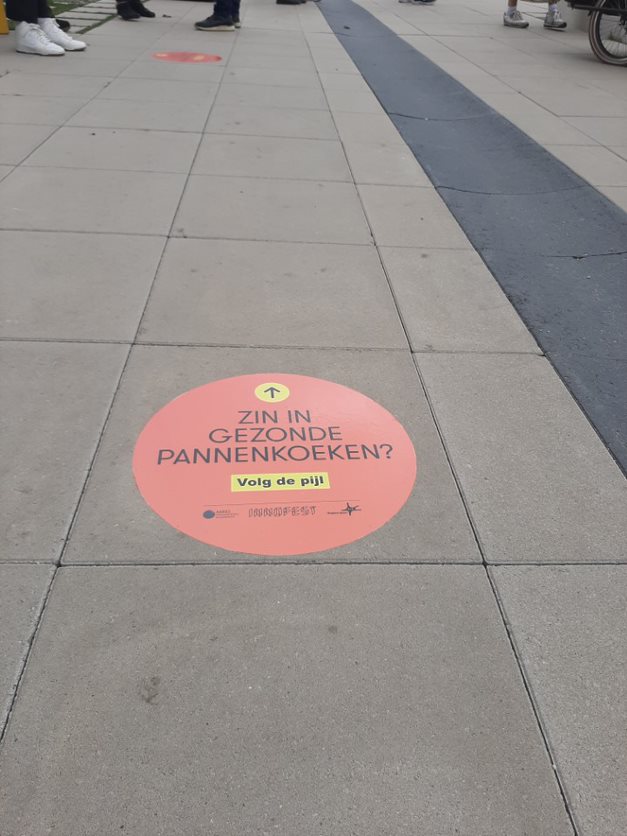 ZIN IN
GEZONDE
PANNENKOEKEN?
Volg de pijl
INNOFEST